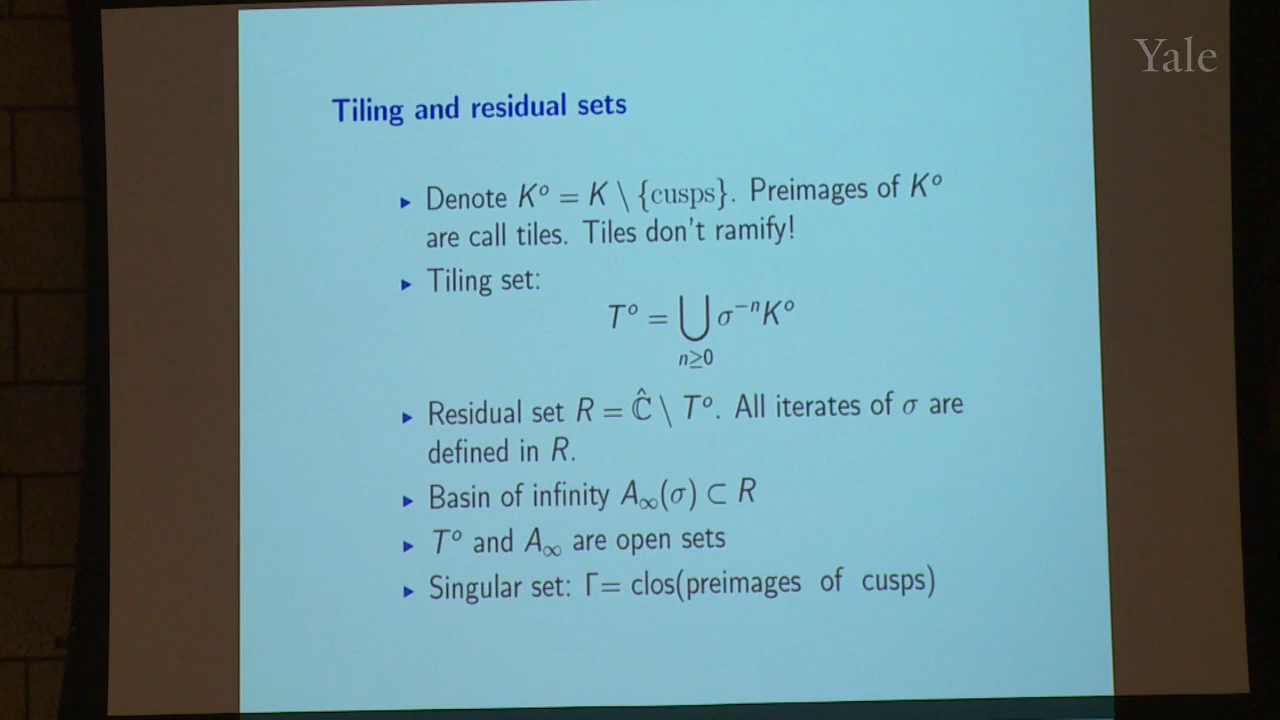 Yale
Tiling and residual sets
▸ Denote K° = K \ {cusps}. Preimages of K°
are call tiles. Tiles don't ramify!
▸ Tiling set:
T° = ⋃ σ⁻ⁿK°
n≥0
▸ Residual set R = Ĉ \ T°. All iterates of σ are
defined in R.
▸ Basin of infinity A∞(σ) ⊂ R
▸ T° and A∞ are open sets
▸ Singular set: Γ= clos(preimages of cusps)